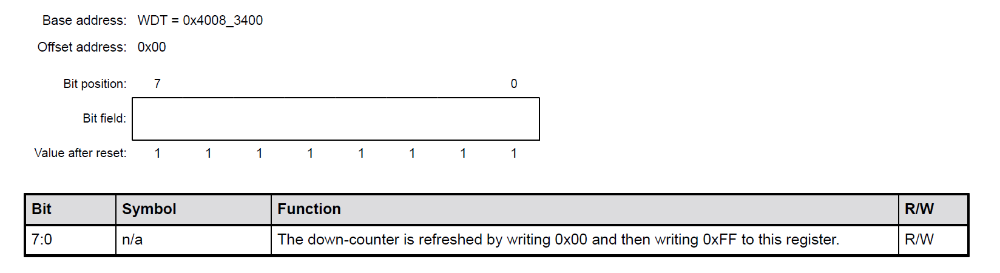 Base address: WDT = 0x4008_3400
Offset address: 0x00
Bit position: 7 0
Bit field:
Value after reset: 1 1 1 1 1 1 1 1
Bit Symbol Function R/W
7:0 n/a The down-counter is refreshed by writing 0x00 and then writing 0xFF to this register. R/W